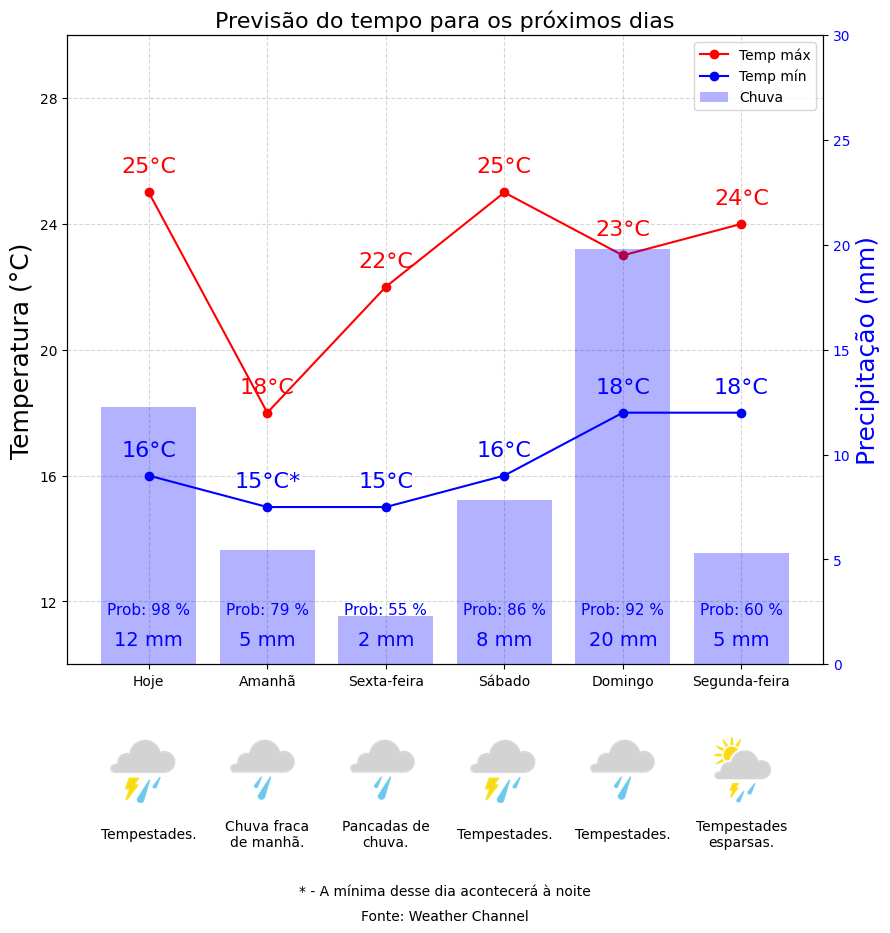 Previsão do tempo para os próximos dias
Temperatura (°C)
28
24
20
16
12
Precipitação (mm)
30
25
20
15
10
5
0
Temp máx
Temp mín
Chuva
25°C
18°C
22°C
25°C
23°C
24°C
16°C
15°C*
15°C
16°C
18°C
18°C
Prob: 98 %
Prob: 79 %
Prob: 55 %
Prob: 86 %
Prob: 92 %
Prob: 60 %
12 mm
5 mm
2 mm
8 mm
20 mm
5 mm
Hoje
Amanhã
Sexta-feira
Sábado
Domingo
Segunda-feira
Tempestades.
Chuva fraca
de manhã.
Pancadas de
chuva.
Tempestades.
Tempestades.
Tempestades
esparsas.
* - A mínima desse dia acontecerá à noite
Fonte: Weather Channel